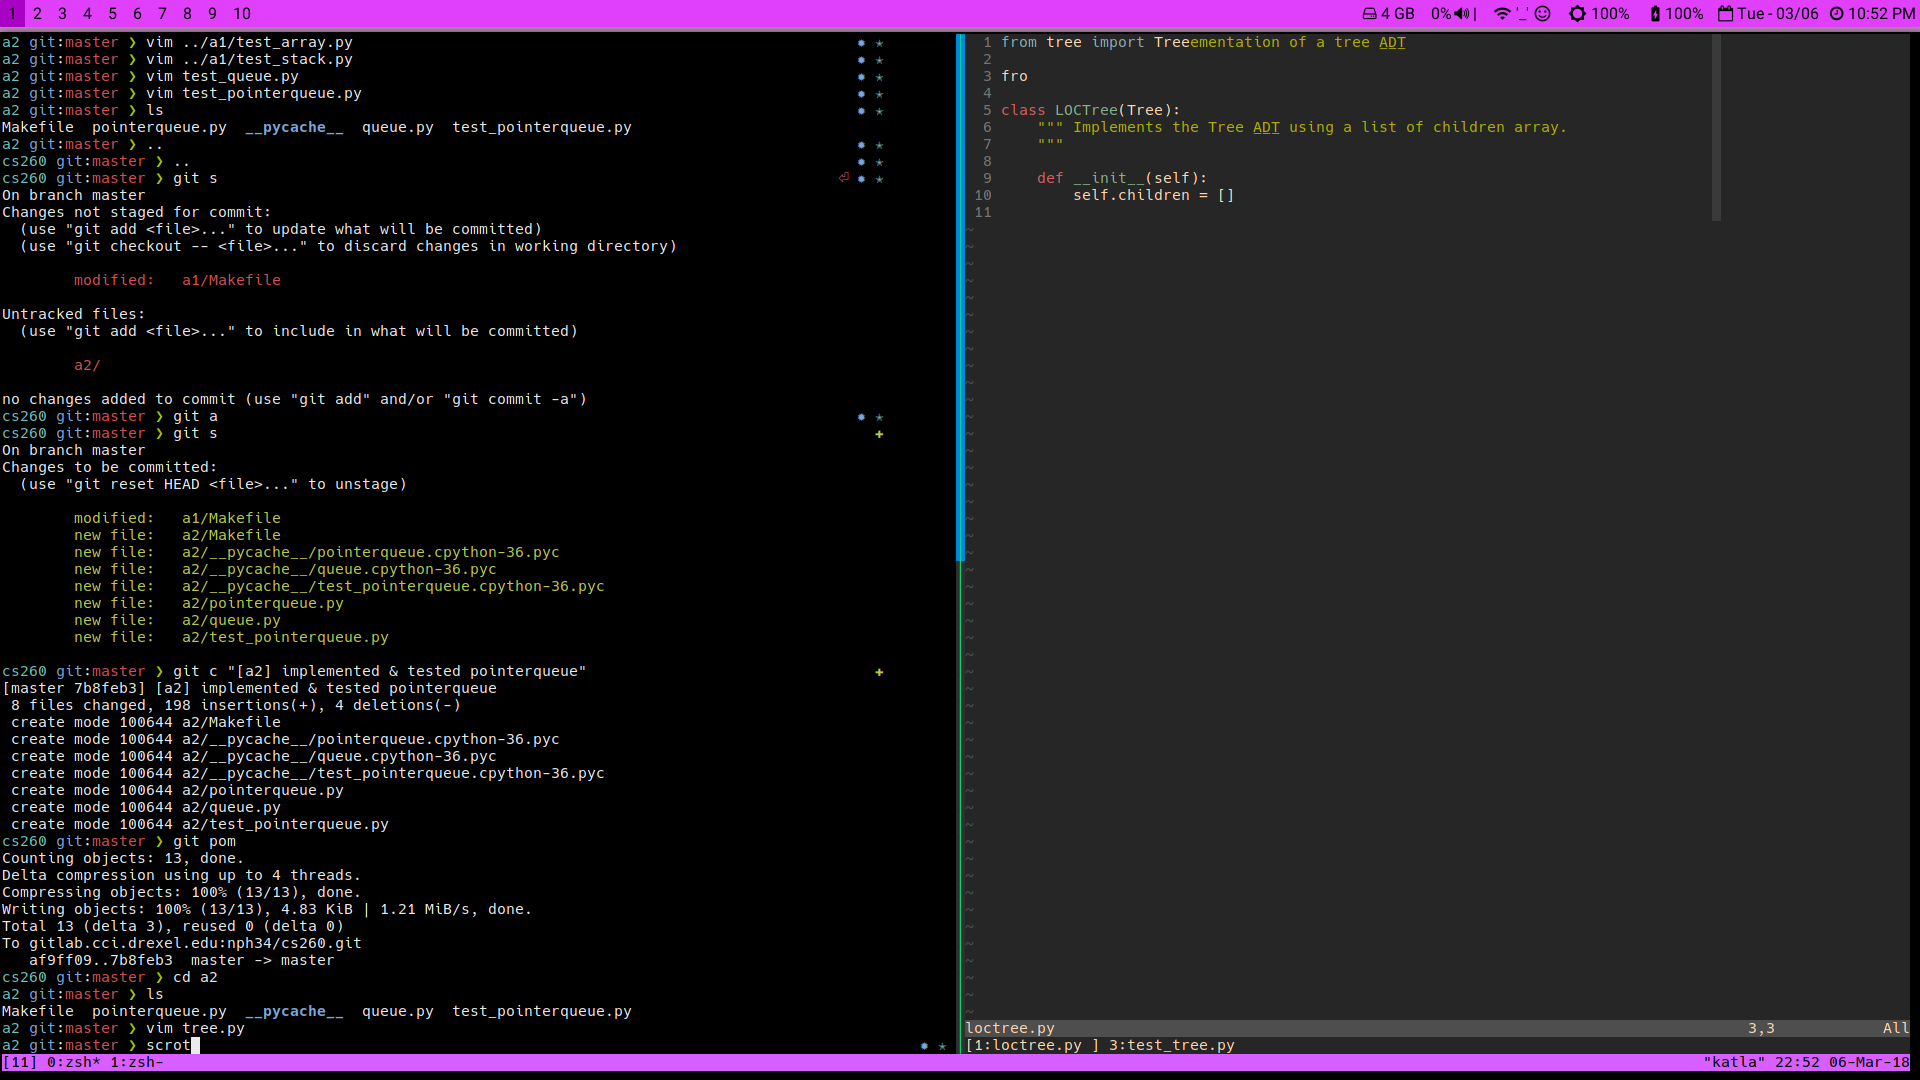 1 2 3 4 5 6 7 8 9 10 4 GB 0% | '_' 100% 100% Tue - 03/06 10:52 PM
a2 git:master ❯ vim ../a1/test_array.py
a2 git:master ❯ vim ../a1/test_stack.py
a2 git:master ❯ vim test_queue.py
a2 git:master ❯ vim test_pointerqueue.py
a2 git:master ❯ ls
Makefile  pointerqueue.py  __pycache__  queue.py  test_pointerqueue.py
a2 git:master ❯ ..
cs260 git:master ❯ ..
cs260 git:master ❯ git s
On branch master
Changes not staged for commit:
  (use "git add <file>..." to update what will be committed)
  (use "git checkout -- <file>..." to discard changes in working directory)
        modified:   a1/Makefile
Untracked files:
  (use "git add <file>..." to include in what will be committed)
        a2/
no changes added to commit (use "git add" and/or "git commit -a")
cs260 git:master ❯ git a
cs260 git:master ❯ git s
On branch master
Changes to be committed:
  (use "git reset HEAD <file>..." to unstage)
        modified:   a1/Makefile
        new file:   a2/Makefile
        new file:   a2/__pycache__/pointerqueue.cpython-36.pyc
        new file:   a2/__pycache__/queue.cpython-36.pyc
        new file:   a2/__pycache__/test_pointerqueue.cpython-36.pyc
        new file:   a2/pointerqueue.py
        new file:   a2/queue.py
        new file:   a2/test_pointerqueue.py
cs260 git:master ❯ git c "[a2] implemented & tested pointerqueue"
[master 7b8feb3] [a2] implemented & tested pointerqueue
 8 files changed, 198 insertions(+), 4 deletions(-)
 create mode 100644 a2/Makefile
 create mode 100644 a2/__pycache__/pointerqueue.cpython-36.pyc
 create mode 100644 a2/__pycache__/queue.cpython-36.pyc
 create mode 100644 a2/__pycache__/test_pointerqueue.cpython-36.pyc
 create mode 100644 a2/pointerqueue.py
 create mode 100644 a2/queue.py
 create mode 100644 a2/test_pointerqueue.py
cs260 git:master ❯ git pom
Counting objects: 13, done.
Delta compression using up to 4 threads.
Compressing objects: 100% (13/13), done.
Writing objects: 100% (13/13), 4.83 KiB | 1.21 MiB/s, done.
Total 13 (delta 3), reused 0 (delta 0)
To gitlab.cci.drexel.edu:nph34/cs260.git
   af9ff09..7b8feb3  master -> master
cs260 git:master ❯ cd a2
a2 git:master ❯ ls
Makefile  pointerqueue.py  __pycache__  queue.py  test_pointerqueue.py
a2 git:master ❯ vim tree.py
a2 git:master ❯ scrot
1 from tree import Treeementation of a tree ADT
2
3 fro
4
5 class LOCTree(Tree):
6     """ Implements the Tree ADT using a list of children array.
7     """
8
9     def __init__(self):
10         self.children = []
11
loctree.py 3,3 All
[1:loctree.py ] 3:test_tree.py
[11] 0:zsh* 1:zsh- "katla" 22:52 06-Mar-18